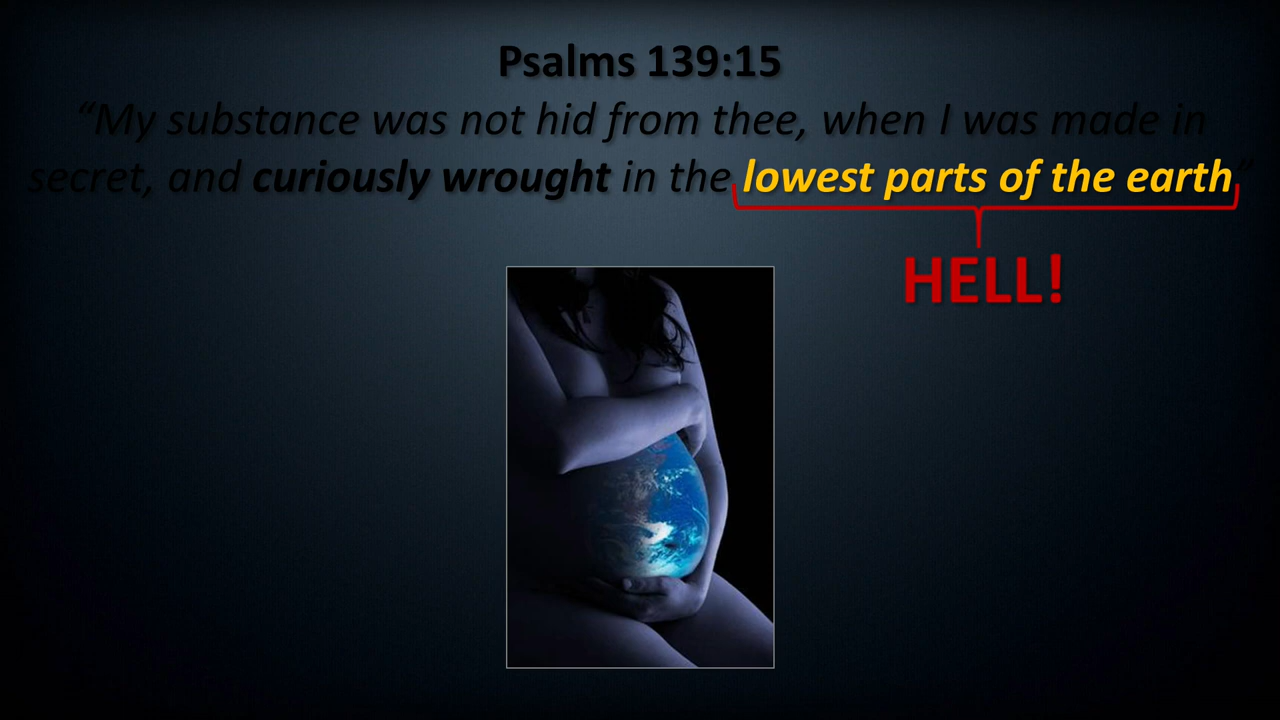 Psalms 139:15
“My substance was not hid from thee, when I was made in
secret, and curiously wrought in the lowest parts of the earth.”
HELL!